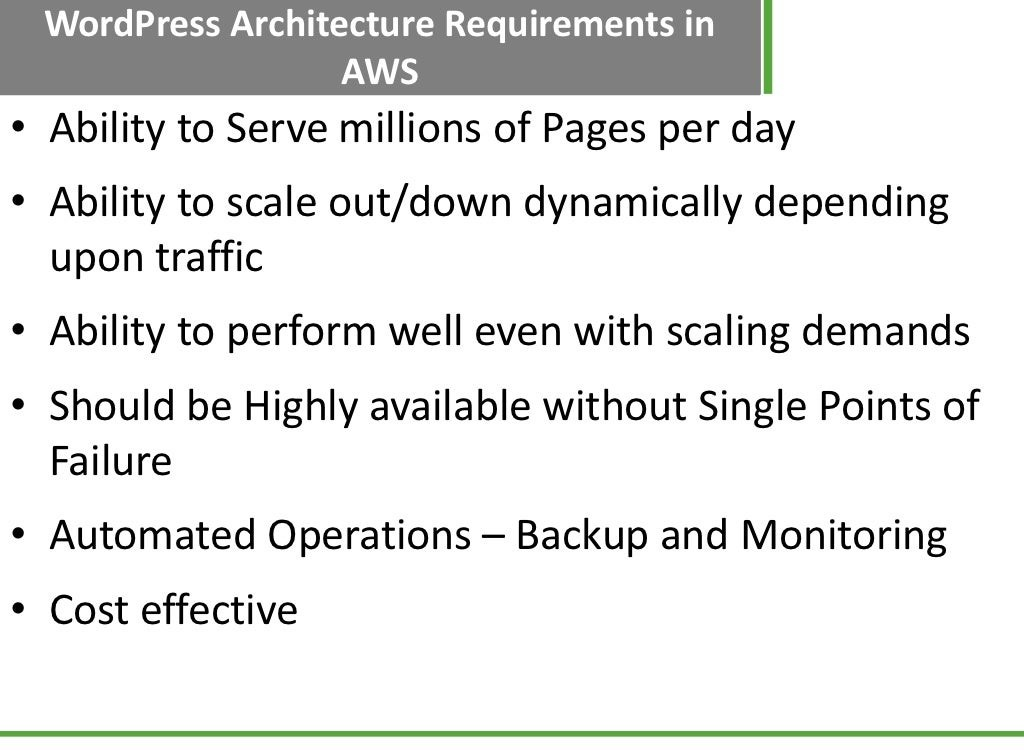 WordPress Architecture Requirements in
AWS
• Ability to Serve millions of Pages per day
• Ability to scale out/down dynamically depending
upon traffic
• Ability to perform well even with scaling demands
• Should be Highly available without Single Points of
Failure
• Automated Operations – Backup and Monitoring
• Cost effective